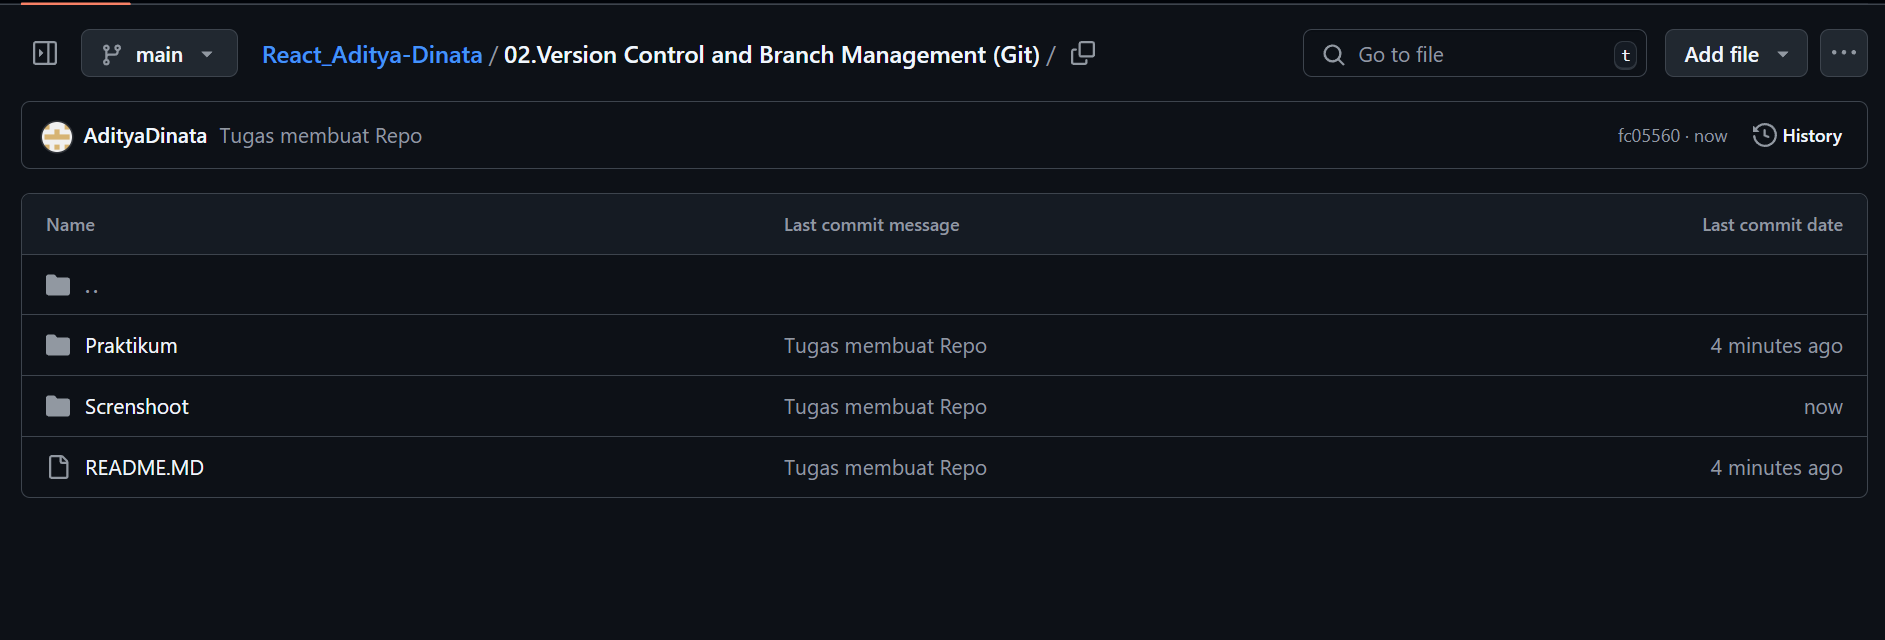 main React_Aditya-Dinata / 02.Version Control and Branch Management (Git) / Go to file t Add file ...
AdityaDinata Tugas membuat Repo fc05560 · now History
Name Last commit message Last commit date
..
Praktikum Tugas membuat Repo 4 minutes ago
Screnshoot Tugas membuat Repo now
README.MD Tugas membuat Repo 4 minutes ago